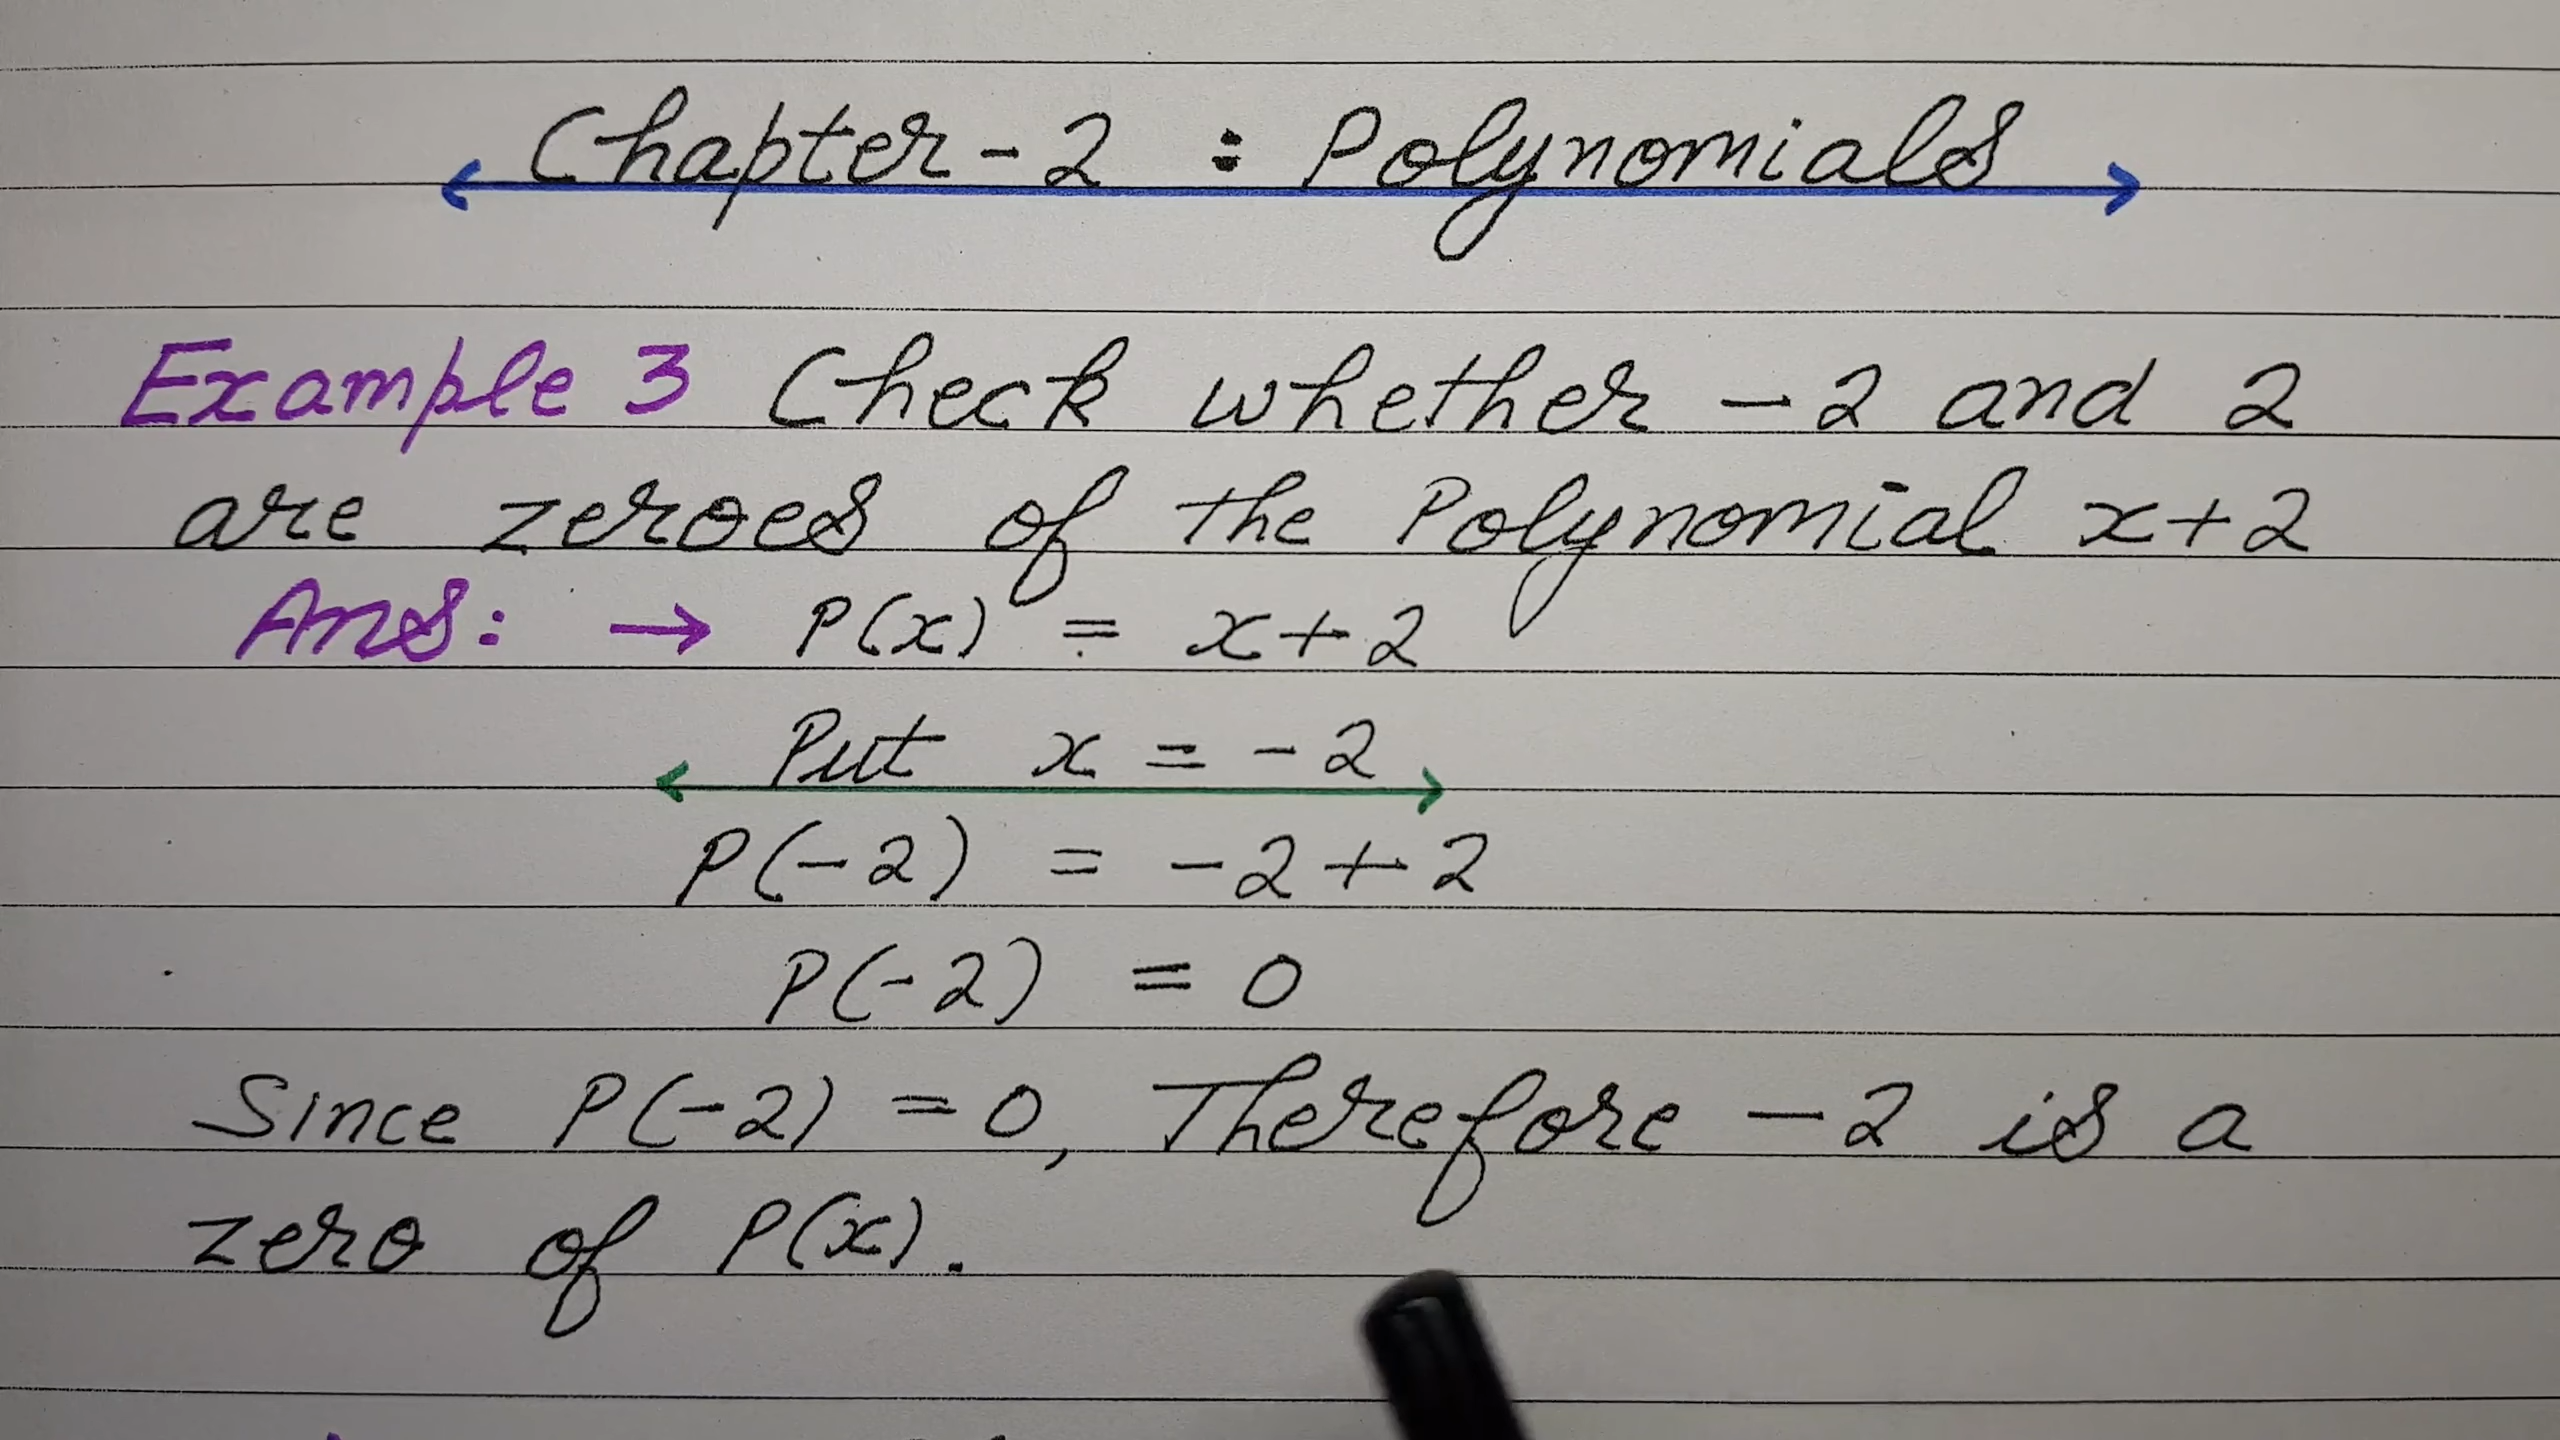 Chapter-2 : Polynomials
Example 3 Check whether -2 and 2
are zeroes of the Polynomial x+2
Ans: → P(x) = x+2
Put x = -2
P(-2) = -2+2
P(-2) = 0
Since P(-2) = 0, Therefore -2 is a
zero of P(x).